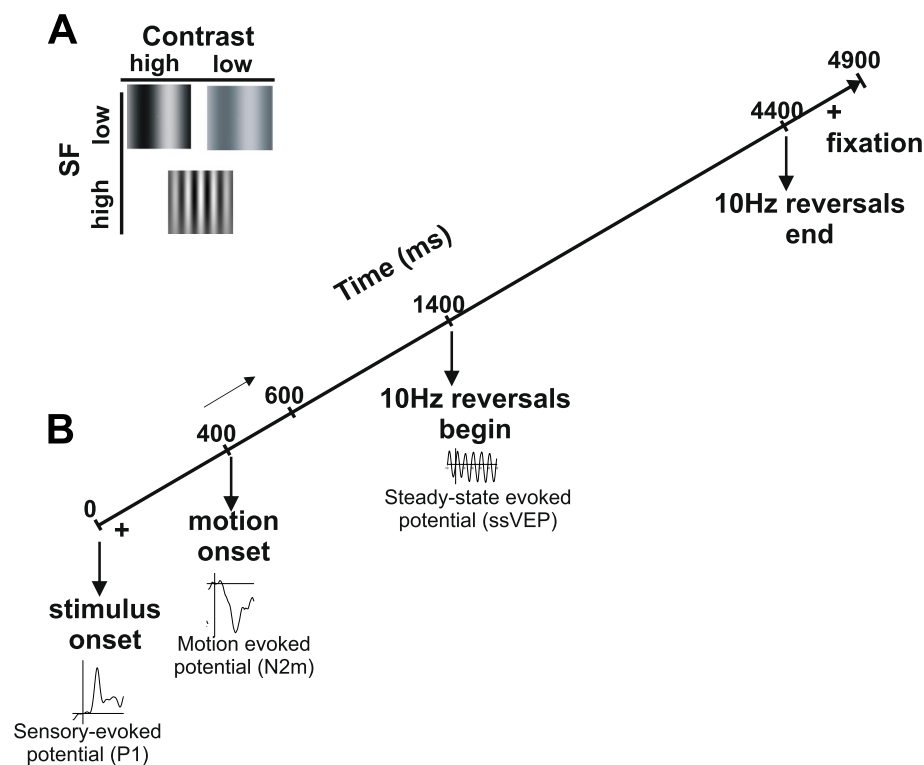 A
Contrast
high low
SF
low
high
Time (ms)
4900
4400
+
fixation
10Hz reversals
end
1400
10Hz reversals
begin
Steady-state evoked
potential (ssVEP)
600
B
400
motion
onset
Motion evoked
potential (N2m)
0
+
stimulus
onset
Sensory-evoked
potential (P1)